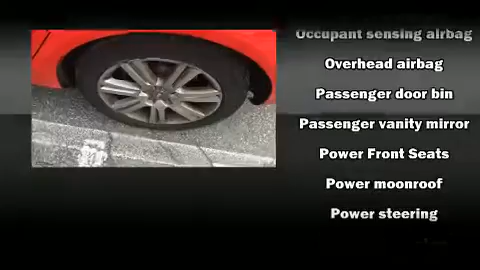 Occupant sensing airbag
Overhead airbag
Passenger door bin
Passenger vanity mirror
Power Front Seats
Power moonroof
Power steering